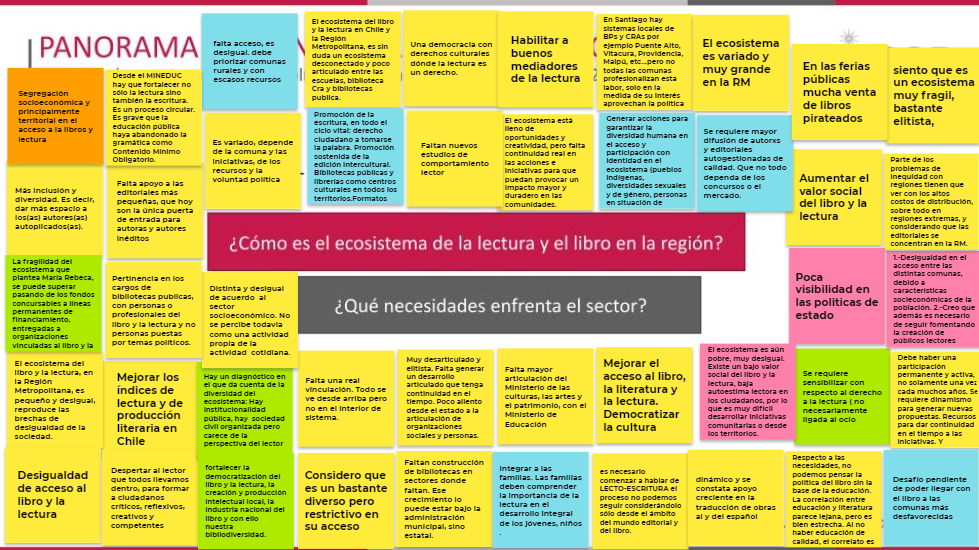 PANORAMA
falta acceso, es
desigual. debe
priorizar comunas
rurales y con
escasos recursos
El ecosistema del libro
y la lectura en Chile y
la Región
Metropolitana, es sin
duda un ecosistema
desconectado y poco
articulado entre las
escuelas, biblioteca
Cra y bibliotecas
publica.
Una democracia con
derechos culturales
dónde la lectura es
un derecho.
Habilitar a
buenos
mediadores
de la lectura
En Santiago hay
sistemas locales de
BPs y CRAs por
ejemplo Puente Alto,
Vitacura, Providencia,
Maipú, etc...pero no
todas las comunas
profesionalizan esta
labor, solo en la
medida de su interés
aprovechan la política
El ecosistema
es variado y
muy grande
en la RM
En las ferias
públicas
mucha venta
de libros
pirateados
siento que es
un ecosistema
muy fragil,
bastante
elitista,
Segregación
socioeconómica y
principalmente
territorial en el
acceso a la libros y
lectura
Desde el MINEDUC
hay que fortalecer no
sólo la lectura sino
también la escritura.
Es un proceso circular.
Es grave que la
educación pública
haya abandonado la
gramática como
Contenido Mínimo
Obligatorio.
Es variado, depende
de la comuna y las
iniciativas, de los
recursos y la
voluntad política
Promoción de la
escritura, en todo el
ciclo vital: derecho
ciudadano a tomarse
la palabra. Promoción
sostenida de la
edición intercultural.
Bibliotecas públicas y
librerías como centros
culturales en todos los
territorios.Formatos
Faltan nuevos
estudios de
comportamiento
lector
El ecosistema está
lleno de
oportunidades y
creatividad, pero falta
continuidad real en
las acciones e
iniciativas para que
puedan provocar un
impacto mayor y
duradero en las
comunidades.
Generar acciones para
garantizar la
diversidad humana en
el acceso y
participación con
identidad en el
ecosistema (pueblos
indígenas,
diversidades sexuales
y de género, personas
en situación de
Se requiere mayor
difusión de autorxs
y editoriales
autogestionadas de
calidad. Que no todo
dependa de los
concursos o el
mercado.
Aumentar el
valor social
del libro y la
lectura
Parte de los
problemas de
inequidad con
regiones tienen que
ver con los altos
costos de distribución,
sobre todo en
regiones extremas, y
considerando que las
editoriales se
concentran en la RM.
Más Inclusión y
diversidad. Es decir,
dar más espacio a
los(as) autores(as)
autoplicados(as).
Falta apoyo a las
editoriales más
pequeñas, que hoy
son la única puerta
de entrada para
autoras y autores
inéditos
¿Cómo es el ecosistema de la lectura y el libro en la región?
La fragilidad del
ecosistema que
plantea María Rebeca,
se puede superar
pasando de los fondos
concursables a líneas
permanentes de
financiamiento,
entregadas a
organizaciones
vinculadas al libro y la
Pertinencia en los
cargos de
bibliotecas publicas,
con personas o
profesionales del
libro y la lectura y no
personas puestas
por temas políticos.
Distinta y desigual
de acuerdo al
sector
socioeconómico. No
se percibe todavía
como una actividad
propia de la
actividad cotidiana.
¿Qué necesidades enfrenta el sector?
Poca
visibilidad en
las políticas de
estado
1.-Desigualdad en el
acceso entre las
distintas comunas,
debido a
características
socioeconómicas de la
población. 2.-Creo que
además es necesario
de seguir fomentando
la creación de
públicos lectores
El ecosistema del
libro y la lectura, en
la Región
Metropolitana, es
pequeño y desigual,
reproduce las
brechas de
desigualdad de la
sociedad.
Mejorar los
índices de
lectura y de
producción
literaria en
Chile
Hay un diagnóstico en
el que da cuenta de la
diversidad del
ecosistema: Hay
institucionalidad
pública, hay sociedad
civil organizada pero
carece de la
perspectiva del lector
Falta una real
vinculación. Todo se
ve desde arriba pero
no en el interior de
sistema.
Muy desarticulado y
elitista. Falta generar
un desarrollo
articulado que tenga
continuidad en el
tiempo. Poco aliento
desde el estado a la
articulación de
organizaciones
sociales y personas.
Falta mayor
articulación del
Ministerio de
Culturas, las artes y
el patrimonio, con el
Ministerio de
Educación
Mejorar el
acceso al libro,
la literatura y
la lectura.
Democratizar
la cultura
El ecosistema es aún
pobre, muy desigual.
Existe un bajo valor
social del libro y la
lectura, baja
autoestima lectora en
los ciudadanos, por lo
que es muy difícil
desarrollar iniciativas
comunitarias o desde
los territorios.
Se requiere
sensibilizar con
respecto al derecho
a la lectura ( no
necesariamente
ligada al ocio
Debe haber una
participación
permanente y activa,
no solamente una vez
cada muchos años. Se
requiere dinamismo
para generar nuevas
propuestas. Recursos
para dar continuidad
en el tiempo a las
iniciativas. Y
Desigualdad
de acceso al
libro y la
lectura
Despertar al lector
que todos llevamos
dentro, para formar
a ciudadanos
críticos, reflexivos,
creativos y
competentes
fortalecer la
democratización del
libro y la lectura, la
creación y producción
intelectual local, la
industria nacional del
libro y con ello
nuestra
bibliodiversidad.
Considero que
es un bastante
diverso pero
restrictivo en
su acceso
Faltan construcción
de bibliotecas en
sectores donde
faltan. Ese
crecimiento lo
puede estar bajo la
administración
municipal, sino
estatal.
Integrar a las
familias. Las familias
deben comprender
la importancia de la
lectura en el
desarrollo integral
de los jóvenes, niños
.
es necesario
comenzar a hablar de
LECTO-ESCRITURA el
proceso no podemos
seguir considerándolo
sólo desde el ámbito
del mundo editorial y
del libro.
dinámico y se
constata apoyo
creciente en la
traducción de obras
al y del español
Respecto a las
necesidades, no
podemos pensar la
política del libro sin la
base de la educación.
La correlación entre
educación y literatura
parece lejana, pero es
bien estrecha. Al no
haber educación de
calidad, el correlato es
Desafío pendiente
de poder llegar con
el libro a las
comunas más
desfavorecidas